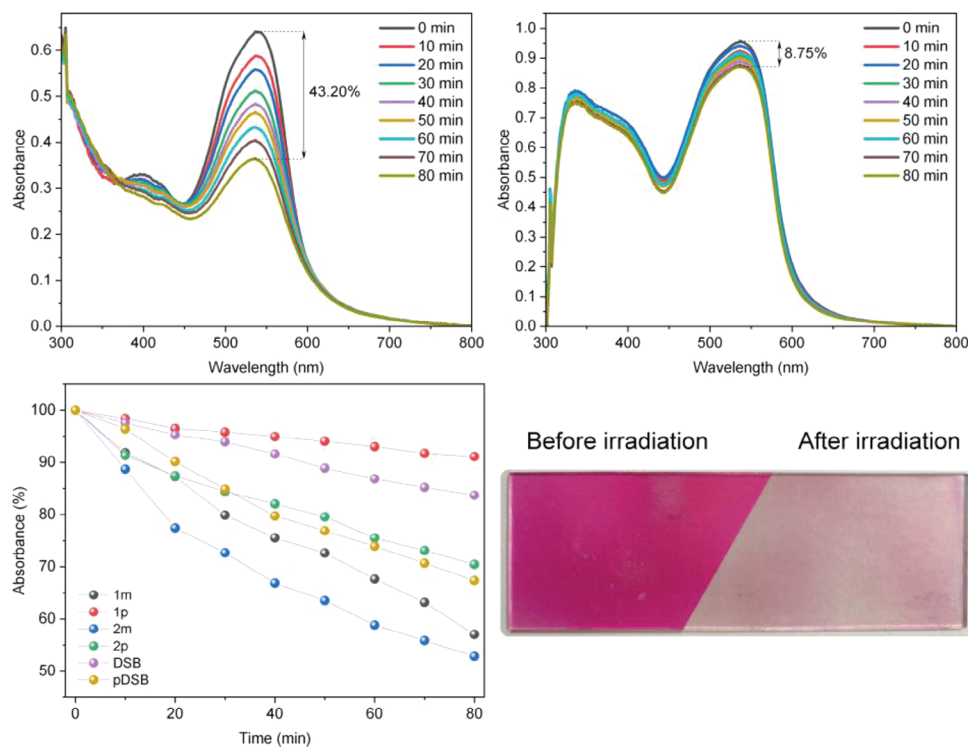 0 min
10 min
20 min
30 min
40 min
50 min
60 min
70 min
80 min
43.20%
Absorbance
0.6
0.5
0.4
0.3
0.2
0.1
0.0
300 400 500 600 700 800
Wavelength (nm)
0 min
10 min
20 min
30 min
40 min
50 min
60 min
70 min
80 min
8.75%
Absorbance
1.0
0.9
0.8
0.7
0.6
0.5
0.4
0.3
0.2
0.1
0.0
300 400 500 600 700 800
Wavelength (nm)
Absorbance (%)
100
90
80
70
60
50
1m
1p
2m
2p
DSB
pDSB
0 20 40 60 80
Time (min)
Before irradiation After irradiation